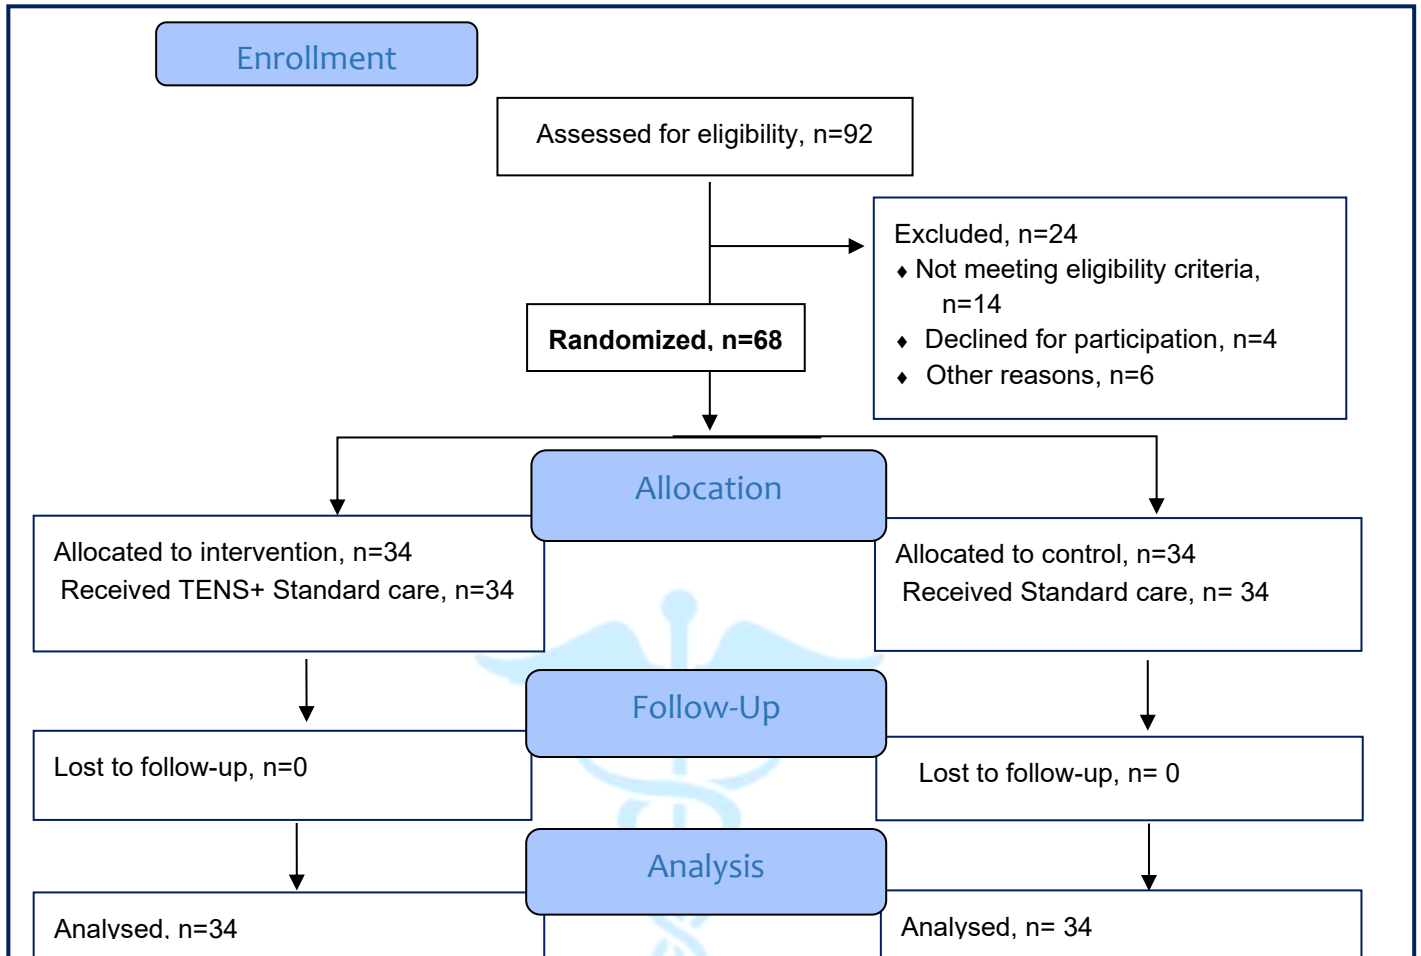 Enrollment
Assessed for eligibility, n=92
Excluded, n=24
♦ Not meeting eligibility criteria,
n=14
♦ Declined for participation, n=4
♦ Other reasons, n=6
Randomized, n=68
Allocation
Allocated to intervention, n=34
Received TENS+ Standard care, n=34
Allocated to control, n=34
Received Standard care, n= 34
Follow-Up
Lost to follow-up, n=0
Lost to follow-up, n= 0
Analysis
Analysed, n=34
Analysed, n= 34